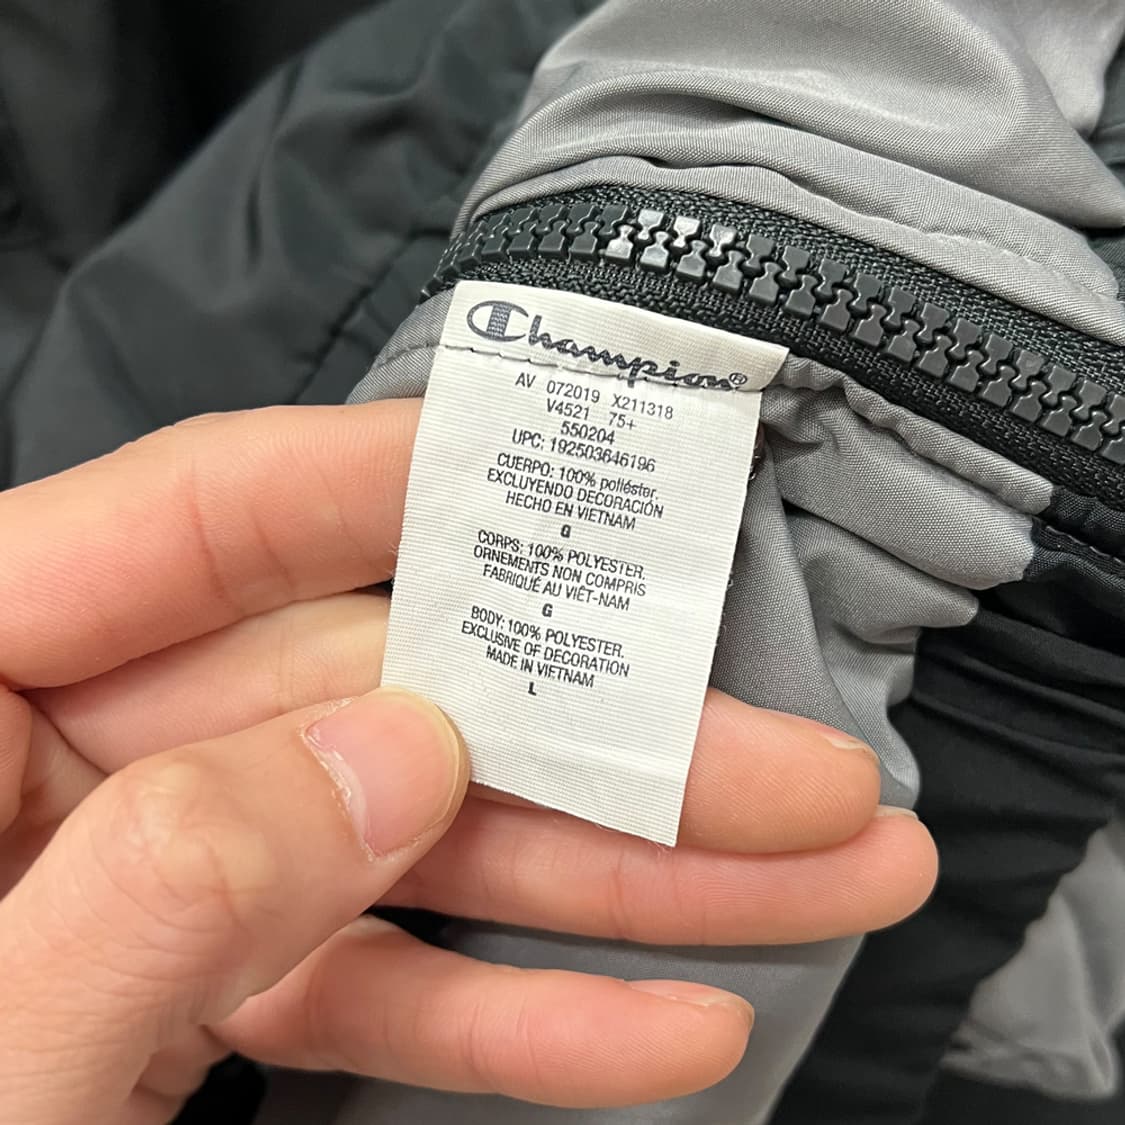 Champion®
AV 072019 X211318
V4521 75+
550204
UPC: 192503646196
CUERPO: 100% poliéster.
EXCLUYENDO DECORACIÓN
HECHO EN VIETNAM
G
CORPS: 100% POLYESTER.
ORNEMENTS NON COMPRIS
FABRIQUÉ AU VIÊT-NAM
G
BODY: 100% POLYESTER.
EXCLUSIVE OF DECORATION
MADE IN VIETNAM
L